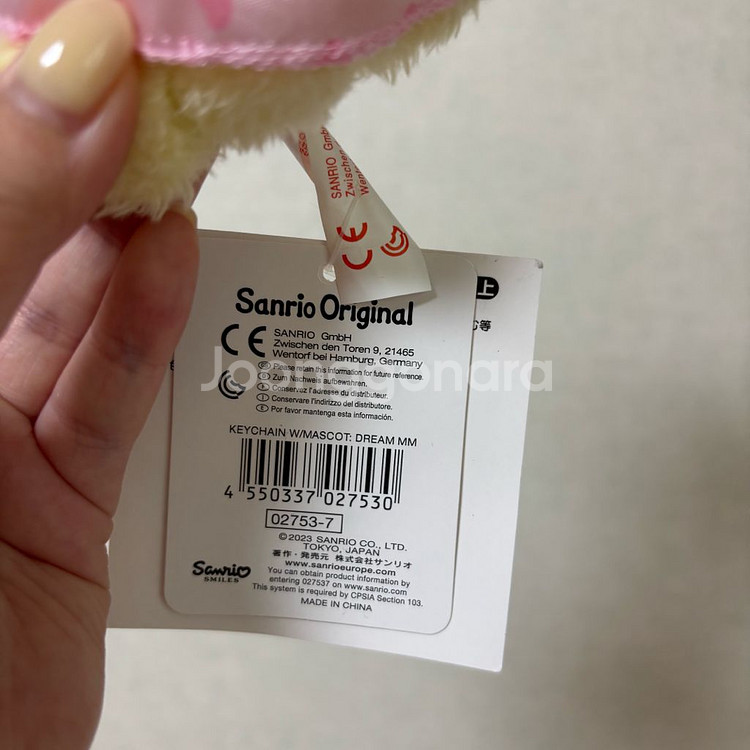 SANRIO GmbH
Zwischen
Wento
CE
上
等
Sanrio Original
CE SANRIO GmbH
Zwischen den Toren 9, 21465
Wentorf bei Hamburg, Germany
Please retain this information for future reference.
Zum Nachweis aufbewahren.
Conservez l'adresse du distributeur.
Conservare l'indirizzo del distributore.
Por favor mantenga esta información.
KEYCHAIN W/MASCOT: DREAM MM
4 550337 027530
02753-7
©2023 SANRIO CO., LTD.
TOKYO, JAPAN
著作・発売元 株式会社サンリオ
www.sanrioeurope.com
Sanrio
SMILES
You can obtain product information by
entering 027537 on www.sanrio.com.
This system is required by CPSIA Section 103.
MADE IN CHINA